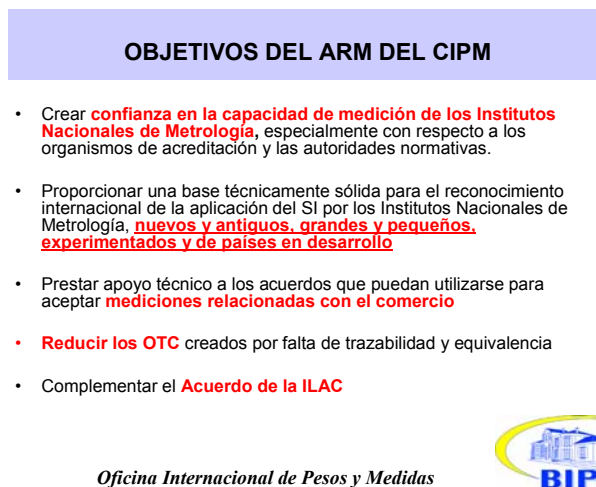 OBJETIVOS DEL ARM DEL CIPM
• Crear confianza en la capacidad de medición de los Institutos
Nacionales de Metrología, especialmente con respecto a los
organismos de acreditación y las autoridades normativas.
• Proporcionar una base técnicamente sólida para el reconocimiento
internacional de la aplicación del SI por los Institutos Nacionales de
Metrología, nuevos y antiguos, grandes y pequeños,
experimentados y de países en desarrollo
• Prestar apoyo técnico a los acuerdos que puedan utilizarse para
aceptar mediciones relacionadas con el comercio
• Reducir los OTC creados por falta de trazabilidad y equivalencia
• Complementar el Acuerdo de la ILAC
Oficina Internacional de Pesos y Medidas
BIP